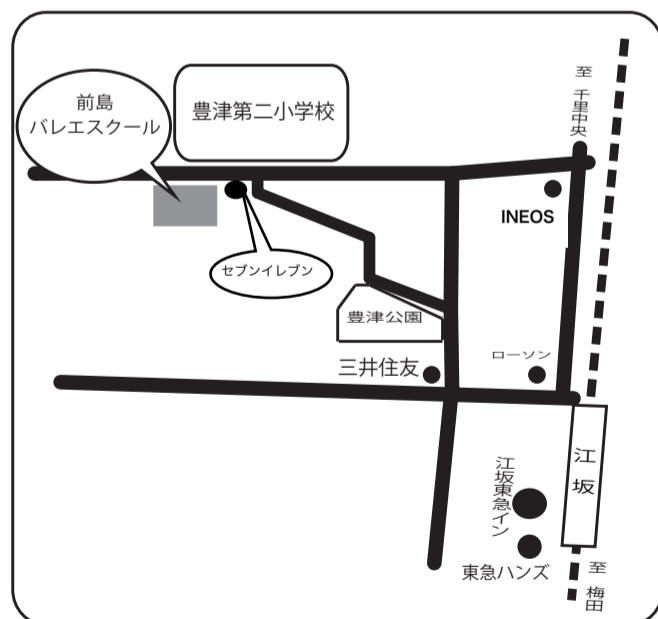 前島
バレエスクール
豊津第二小学校
至 千里中央
INEOS
セブンイレブン
豊津公園
三井住友
ローソン
江坂
江坂東急イン
東急ハンズ
至 梅田